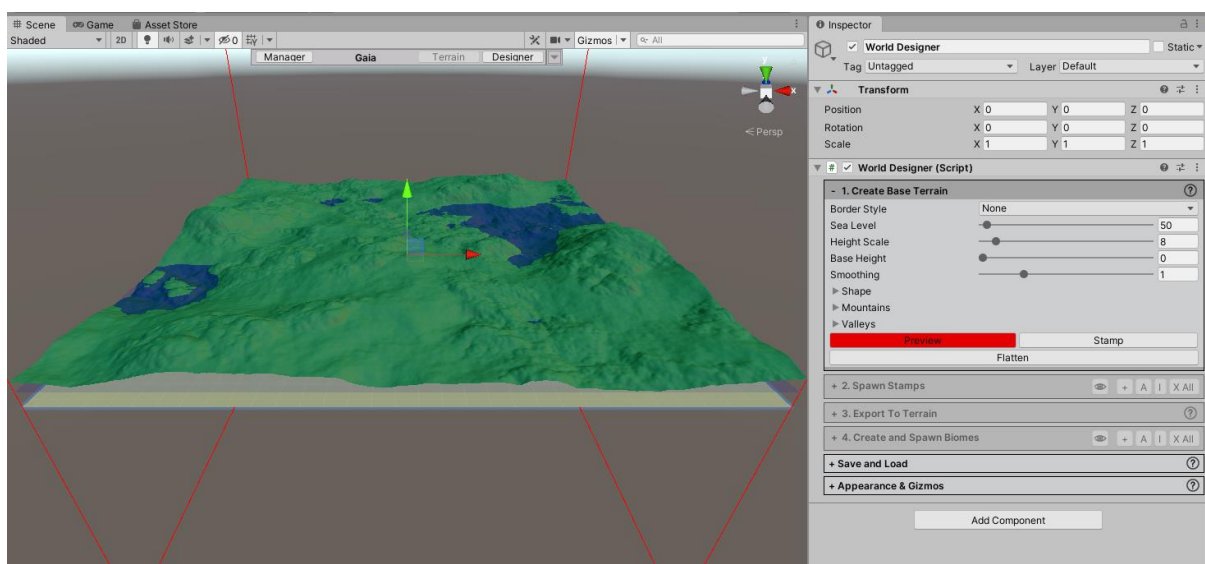 Scene Game Asset Store
Shaded 2D 0 Gizmos All
Manager Gaia Terrain Designer
y
x
Persp
Inspector
World Designer Static
Tag Untagged Layer Default
Transform
Position X 0 Y 0 Z 0
Rotation X 0 Y 0 Z 0
Scale X 1 Y 1 Z 1
# World Designer (Script)
- 1. Create Base Terrain ?
Border Style None
Sea Level 50
Height Scale 8
Base Height 0
Smoothing 1
Shape
Mountains
Valleys
Preview Stamp
Flatten
+ 2. Spawn Stamps + A I X All
+ 3. Export To Terrain ?
+ 4. Create and Spawn Biomes + A I X All
+ Save and Load ?
+ Appearance & Gizmos ?
Add Component